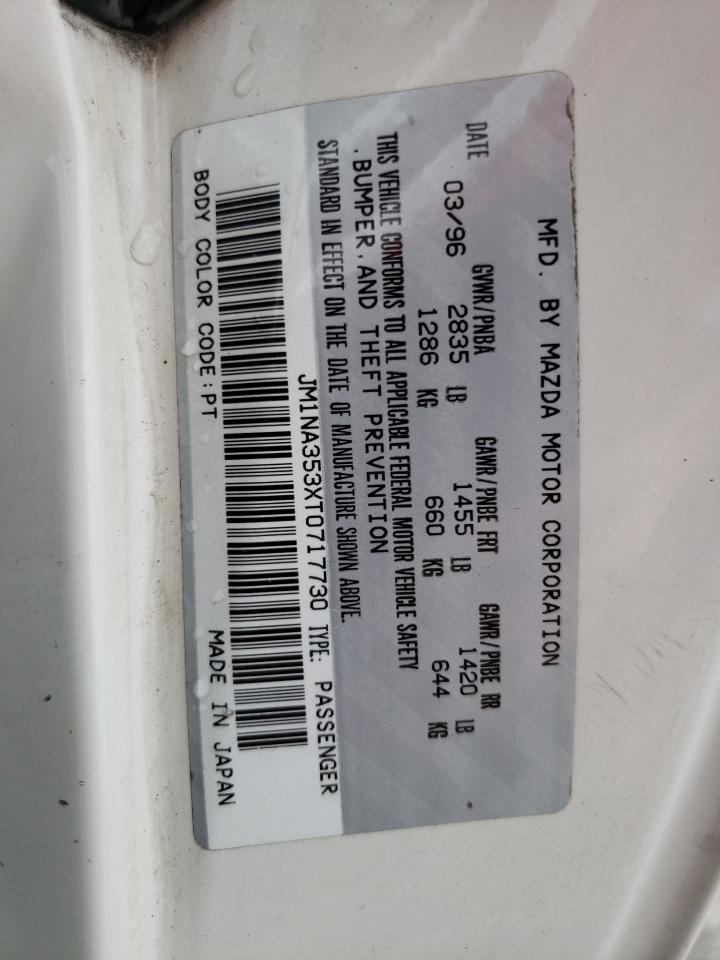 MFD. BY MAZDA MOTOR CORPORATION
DATE GVWR/PNBA GAWR/PNBE FRT GAWR/PNBE RR
03/96 2835 LB 1455 LB 1420 LB
1286 KG 660 KG 644 KG
THIS VEHICLE CONFORMS TO ALL APPLICABLE FEDERAL MOTOR VEHICLE SAFETY
, BUMPER, AND THEFT PREVENTION
STANDARD IN EFFECT ON THE DATE OF MANUFACTURE SHOWN ABOVE.
JM1NA353XT0717730 TYPE: PASSENGER
BODY COLOR CODE:PT MADE IN JAPAN